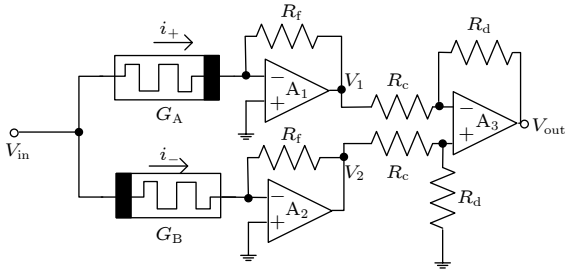 i₊
R_f
G_A
−
+
A₁
V₁
R_c
R_d
−
+
A₃
V_out
V_in
i₋
R_f
G_B
−
+
A₂
V₂
R_c
R_d